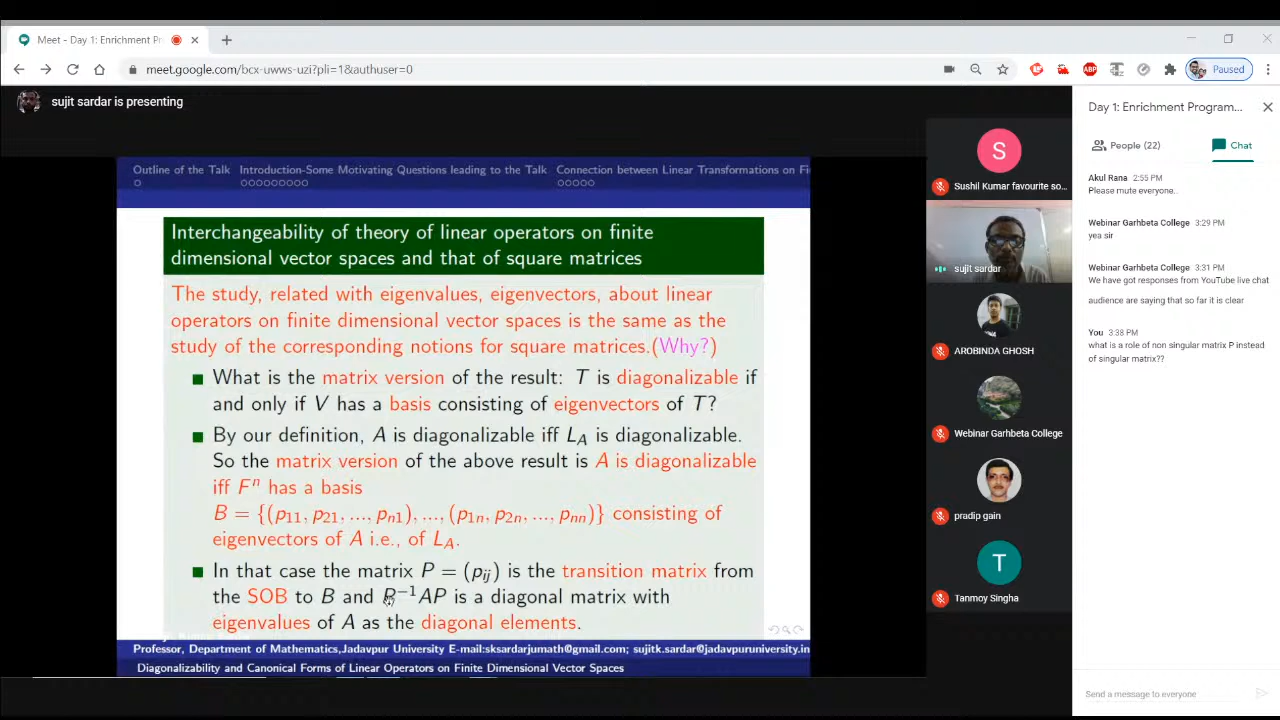 Meet - Day 1: Enrichment Pr
meet.google.com/bcx-uwws-uzi?pli=1&authuser=0
ABP
Paused
sujit sardar is presenting
Outline of the Talk Introduction-Some Motivating Questions leading to the Talk Connection between Linear Transformations on Fi
Interchangeability of theory of linear operators on finite
dimensional vector spaces and that of square matrices
The study, related with eigenvalues, eigenvectors, about linear
operators on finite dimensional vector spaces is the same as the
study of the corresponding notions for square matrices.(Why?)
What is the matrix version of the result: T is diagonalizable if
and only if V has a basis consisting of eigenvectors of T?
By our definition, A is diagonalizable iff L_A is diagonalizable.
So the matrix version of the above result is A is diagonalizable
iff Fⁿ has a basis
B = {(p₁₁, p₂₁, ..., pₙ₁), ..., (p₁ₙ, p₂ₙ, ..., pₙₙ)} consisting of
eigenvectors of A i.e., of L_A.
In that case the matrix P = (p_ij) is the transition matrix from
the SOB to B and P⁻¹AP is a diagonal matrix with
eigenvalues of A as the diagonal elements.
Professor, Department of Mathematics,Jadavpur University E-mail:sksardarjumath@gmail.com; sujitk.sardar@jadavpuruniversity.in
Diagonalizability and Canonical Forms of Linear Operators on Finite Dimensional Vector Spaces
S
Sushil Kumar favourite so...
sujit sardar
AROBINDA GHOSH
Webinar Garhbeta College
pradip gain
T
Tanmoy Singha
Day 1: Enrichment Program...
People (22)
Chat
Akul Rana 2:55 PM
Please mute everyone..
Webinar Garhbeta College 3:29 PM
yea sir
Webinar Garhbeta College 3:31 PM
We have got responses from YouTube live chat
audience are saying that so far it is clear
You 3:38 PM
what is a role of non singular matrix P instead
of singular matrix??
Send a message to everyone